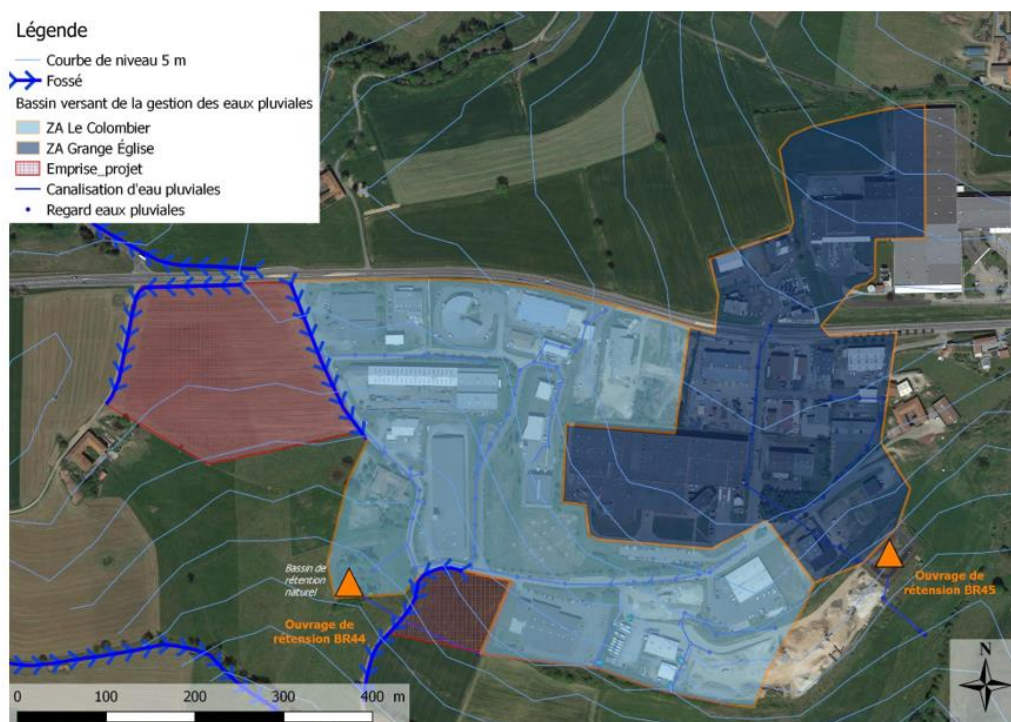 Légende
Courbe de niveau 5 m
Fossé
Bassin versant de la gestion des eaux pluviales
ZA Le Colombier
ZA Grange Église
Emprise_projet
Canalisation d'eau pluviales
Regard eaux pluviales
Bassin de
rétention
naturel
Ouvrage de
rétention BR44
Ouvrage de
rétention BR45
N
0 100 200 300 400 m